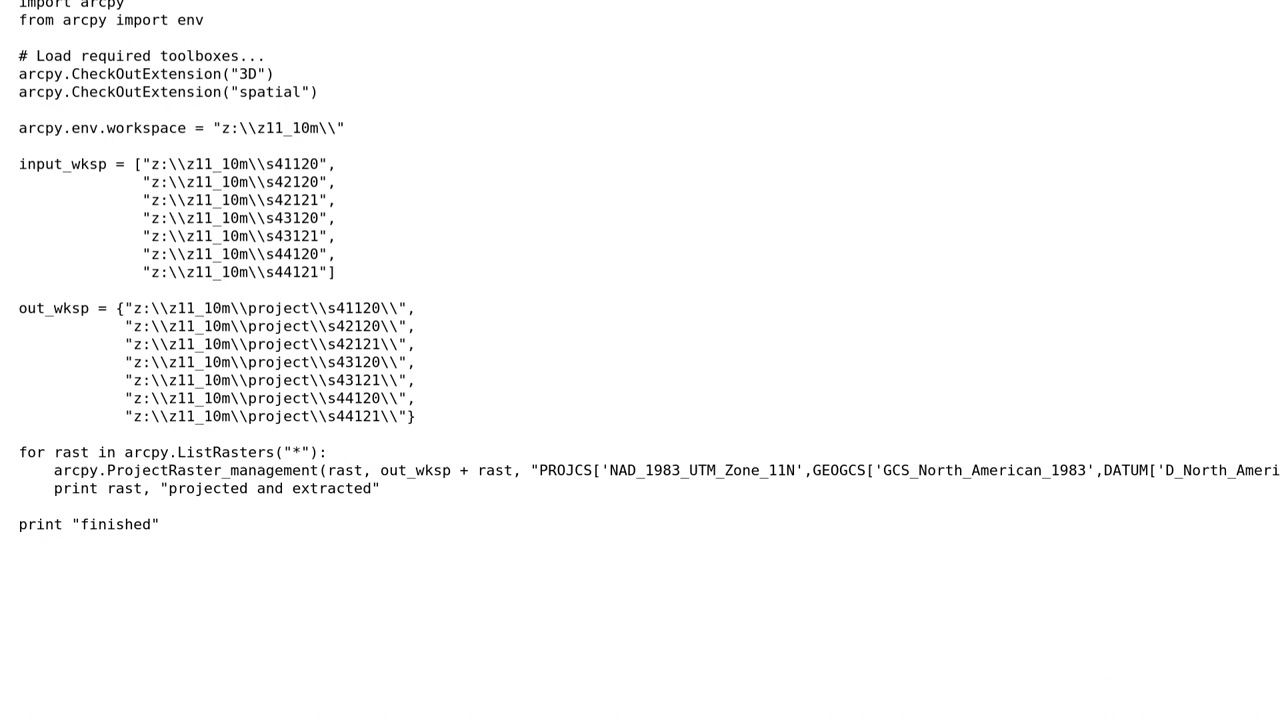 import arcpy
from arcpy import env
# Load required toolboxes...
arcpy.CheckOutExtension("3D")
arcpy.CheckOutExtension("spatial")
arcpy.env.workspace = "z:\\z11_10m\\"
input_wksp = ["z:\\z11_10m\\s41120",
"z:\\z11_10m\\s42120",
"z:\\z11_10m\\s42121",
"z:\\z11_10m\\s43120",
"z:\\z11_10m\\s43121",
"z:\\z11_10m\\s44120",
"z:\\z11_10m\\s44121"]
out_wksp = {"z:\\z11_10m\\project\\s41120\\",
"z:\\z11_10m\\project\\s42120\\",
"z:\\z11_10m\\project\\s42121\\",
"z:\\z11_10m\\project\\s43120\\",
"z:\\z11_10m\\project\\s43121\\",
"z:\\z11_10m\\project\\s44120\\",
"z:\\z11_10m\\project\\s44121\\"}
for rast in arcpy.ListRasters("*"):
arcpy.ProjectRaster_management(rast, out_wksp + rast, "PROJCS['NAD_1983_UTM_Zone_11N',GEOGCS['GCS_North_American_1983',DATUM['D_North_Ameri
print rast, "projected and extracted"
print "finished"